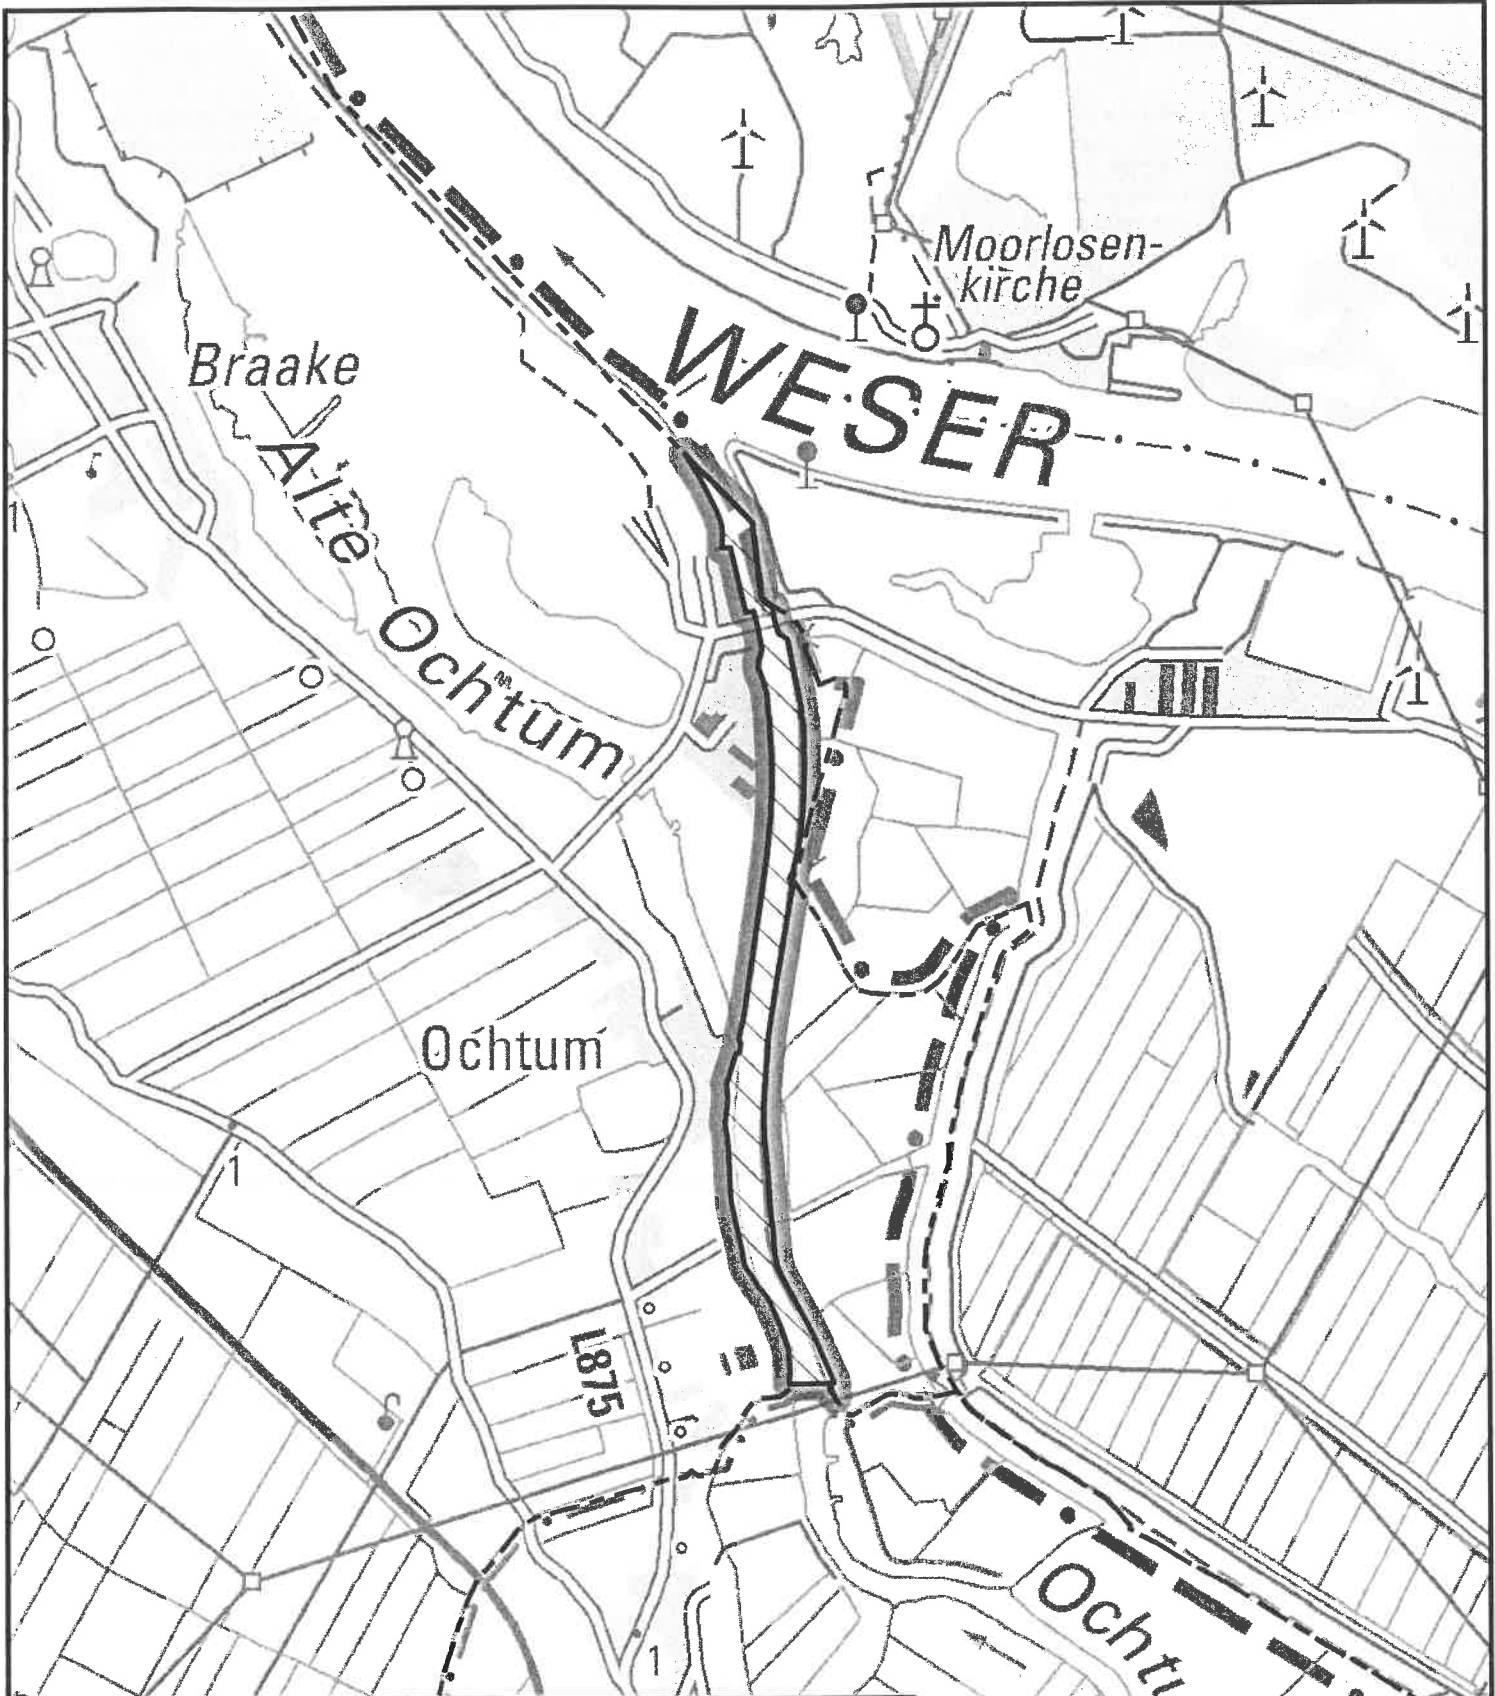 Moorlosen-
kirche
WESER
Braake
Alte Ochtum
1
Ochtum
1
L875
1
Ochtu